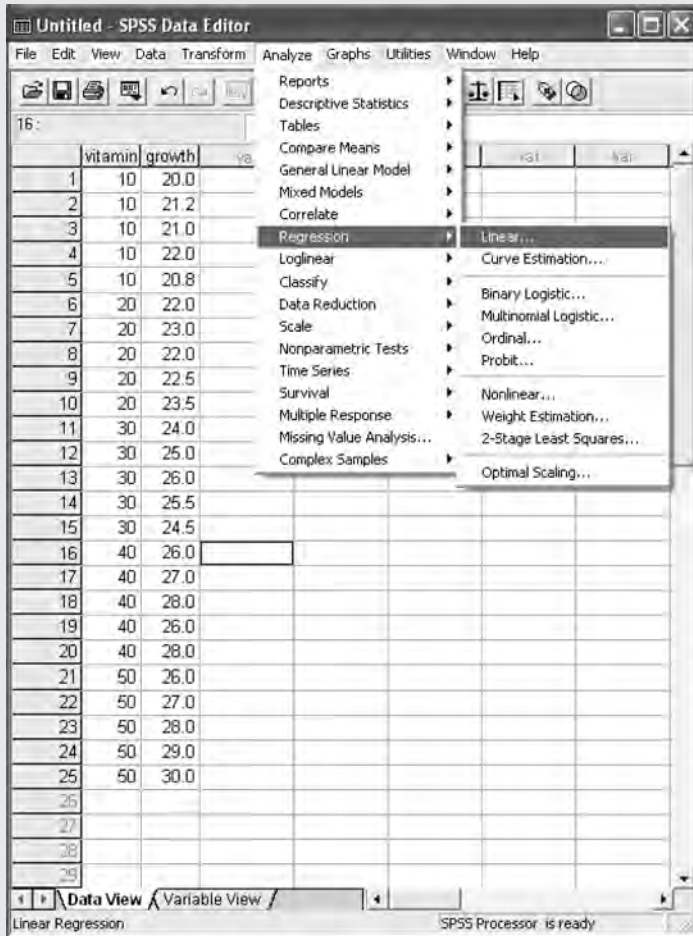 Untitled - SPSS Data Editor
File Edit View Data Transform Analyze Graphs Utilities Window Help
16 :
vitamin growth
1 10 20.0
2 10 21.2
3 10 21.0
4 10 22.0
5 10 20.8
6 20 22.0
7 20 23.0
8 20 22.0
9 20 22.5
10 20 23.5
11 30 24.0
12 30 25.0
13 30 26.0
14 30 25.5
15 30 24.5
16 40 26.0
17 40 27.0
18 40 28.0
19 40 26.0
20 40 28.0
21 50 26.0
22 50 27.0
23 50 28.0
24 50 29.0
25 50 30.0
26
27
28
29
Reports
Descriptive Statistics
Tables
Compare Means
General Linear Model
Mixed Models
Correlate
Regression
Loglinear
Classify
Data Reduction
Scale
Nonparametric Tests
Time Series
Survival
Multiple Response
Missing Value Analysis...
Complex Samples
var var
Linear...
Curve Estimation...
Binary Logistic...
Multinomial Logistic...
Ordinal...
Probit...
Nonlinear...
Weight Estimation...
2-Stage Least Squares...
Optimal Scaling...
Data View Variable View
Linear Regression SPSS Processor is ready